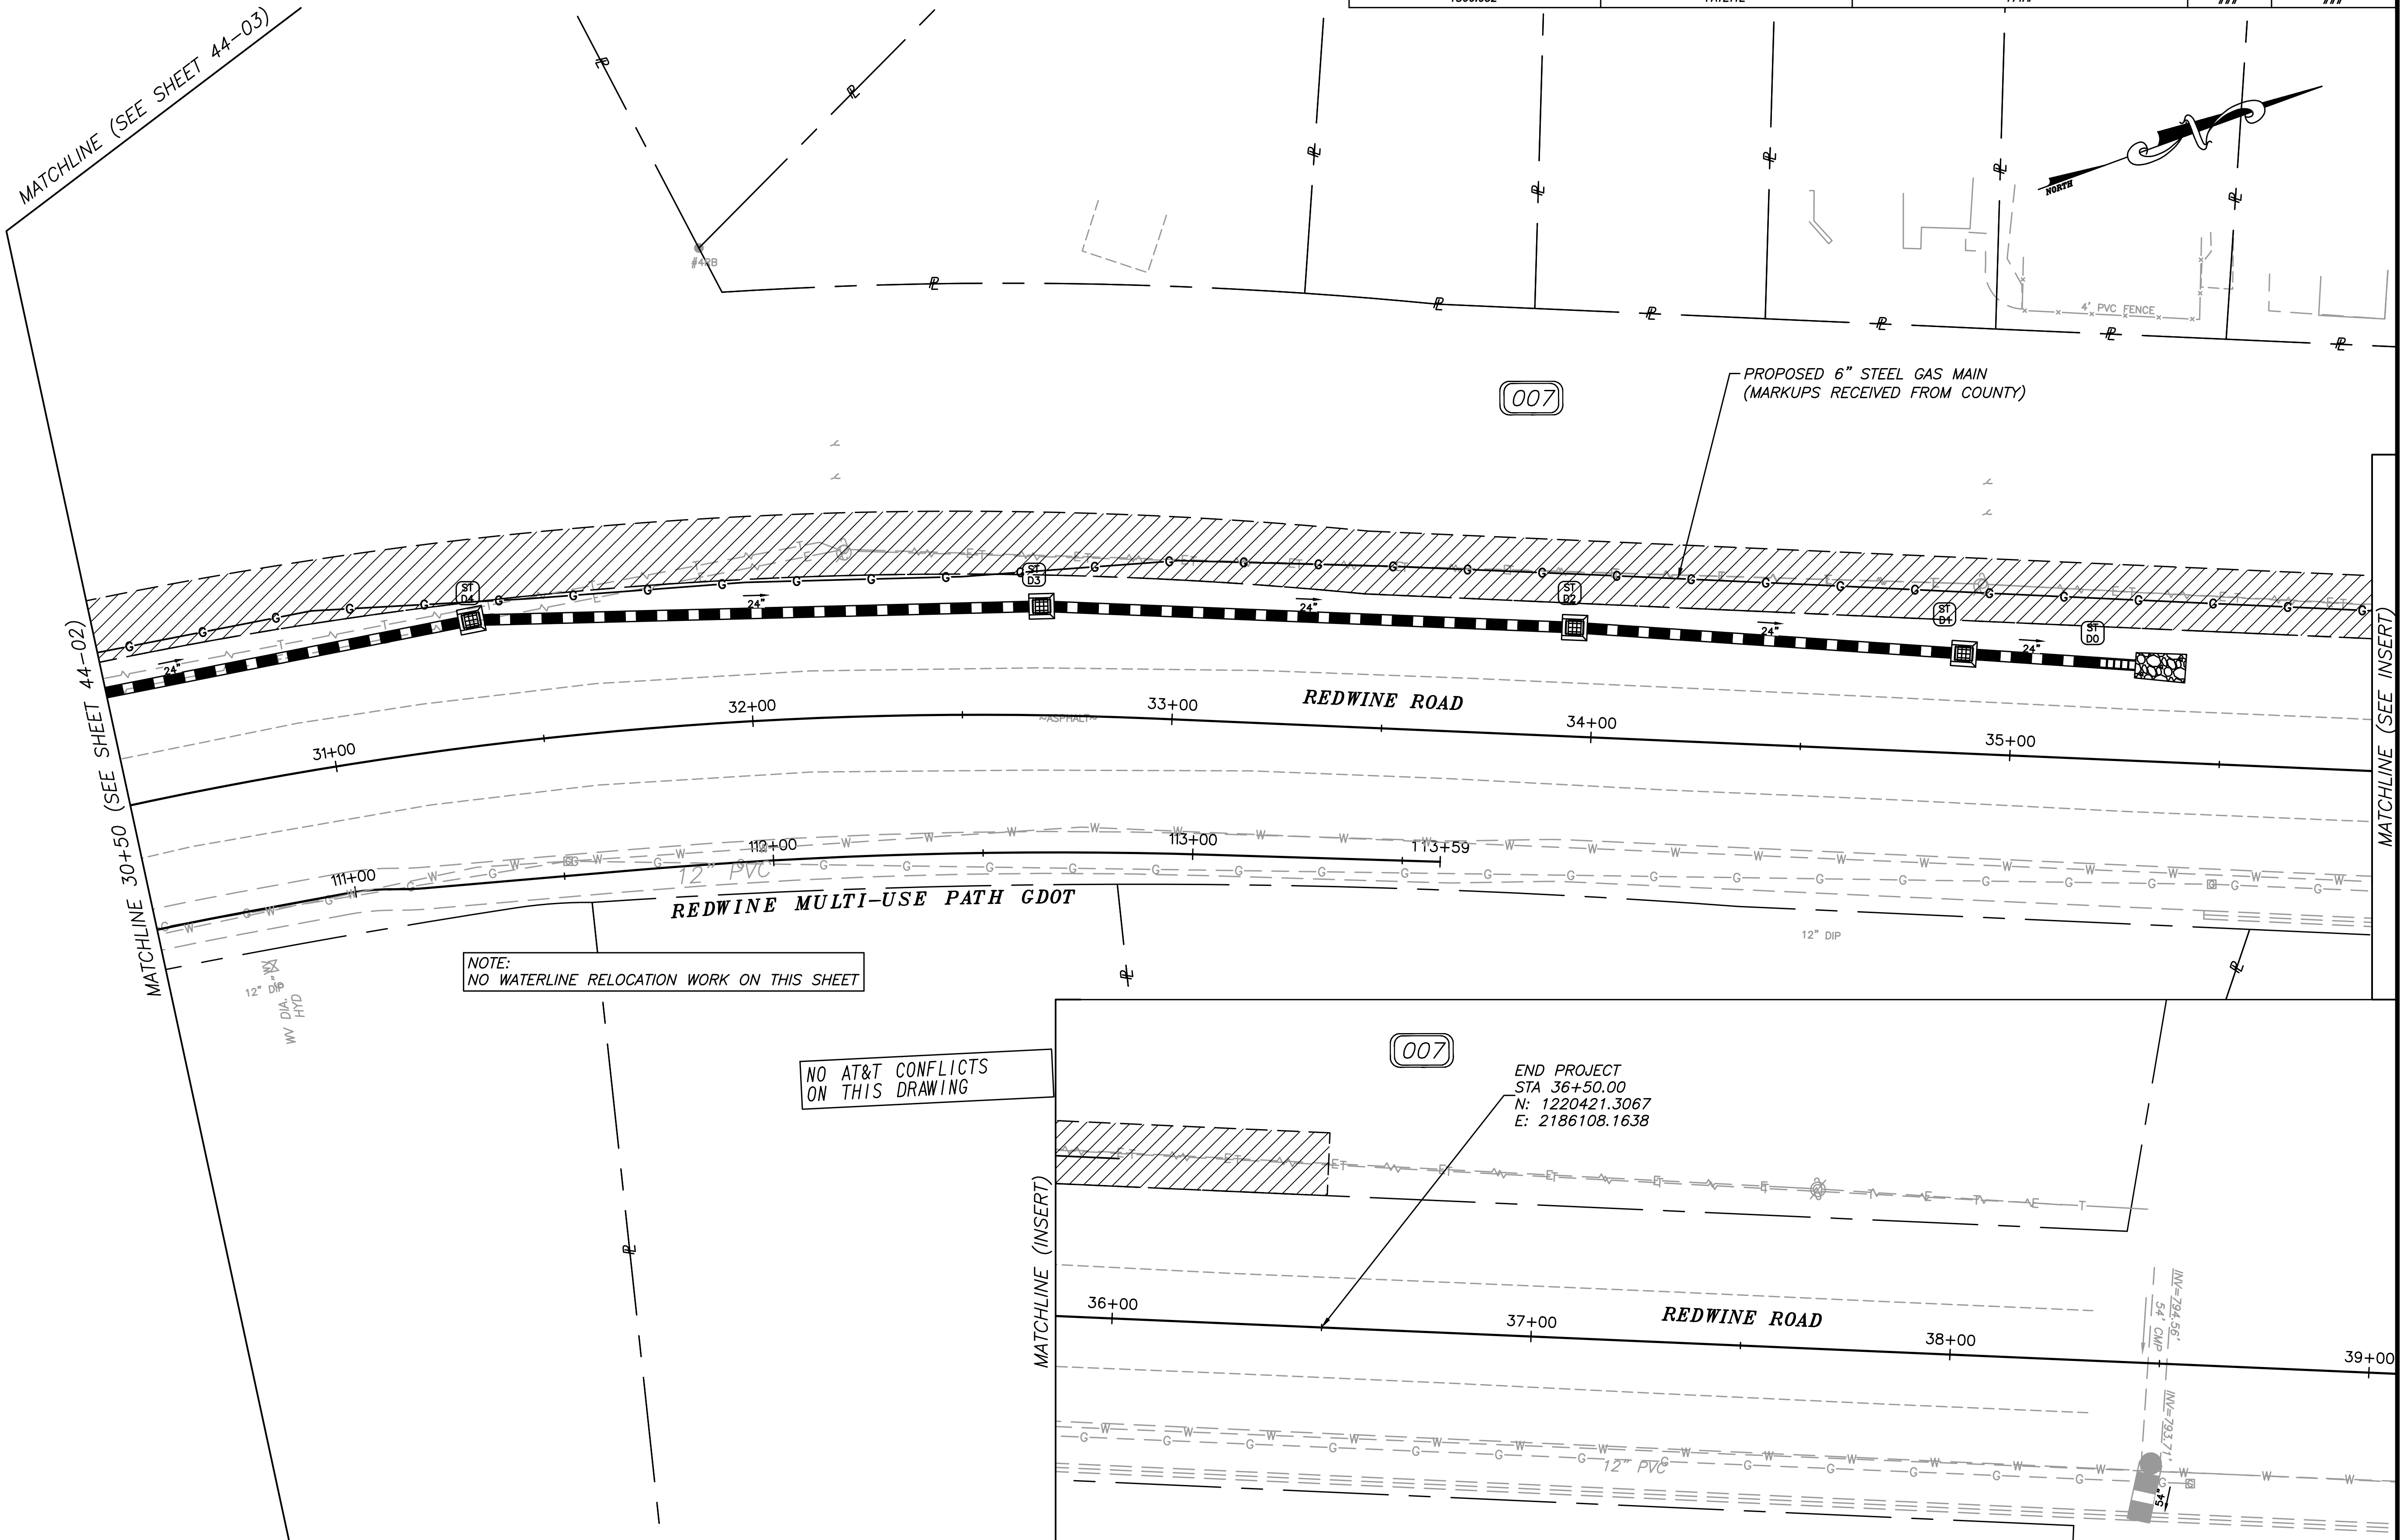 MATCHLINE (SEE SHEET 44-03)
#4RB
NORTH
4' PVC FENCE
007
PROPOSED 6" STEEL GAS MAIN
(MARKUPS RECEIVED FROM COUNTY)
ST
D4
ST
D3
ST
D2
ST
D1
ST
D0
24"
24"
24"
24"
24"
MATCHLINE 30+50 (SEE SHEET 44-02)
MATCHLINE (SEE INSERT)
REDWINE ROAD
~ASPHALT~
31+00
32+00
33+00
34+00
35+00
111+00
112+00
113+00
113+59
12" PVC
REDWINE MULTI-USE PATH GDOT
12" DIP
12" DIP
WV DIA.
HYD
NOTE:
NO WATERLINE RELOCATION WORK ON THIS SHEET
NO AT&T CONFLICTS
ON THIS DRAWING
007
END PROJECT
STA 36+50.00
N: 1220421.3067
E: 2186108.1638
MATCHLINE (INSERT)
36+00
37+00
38+00
39+00
REDWINE ROAD
INV=794.56'
54' CMP
INV=793.71'
12" PVC
54"